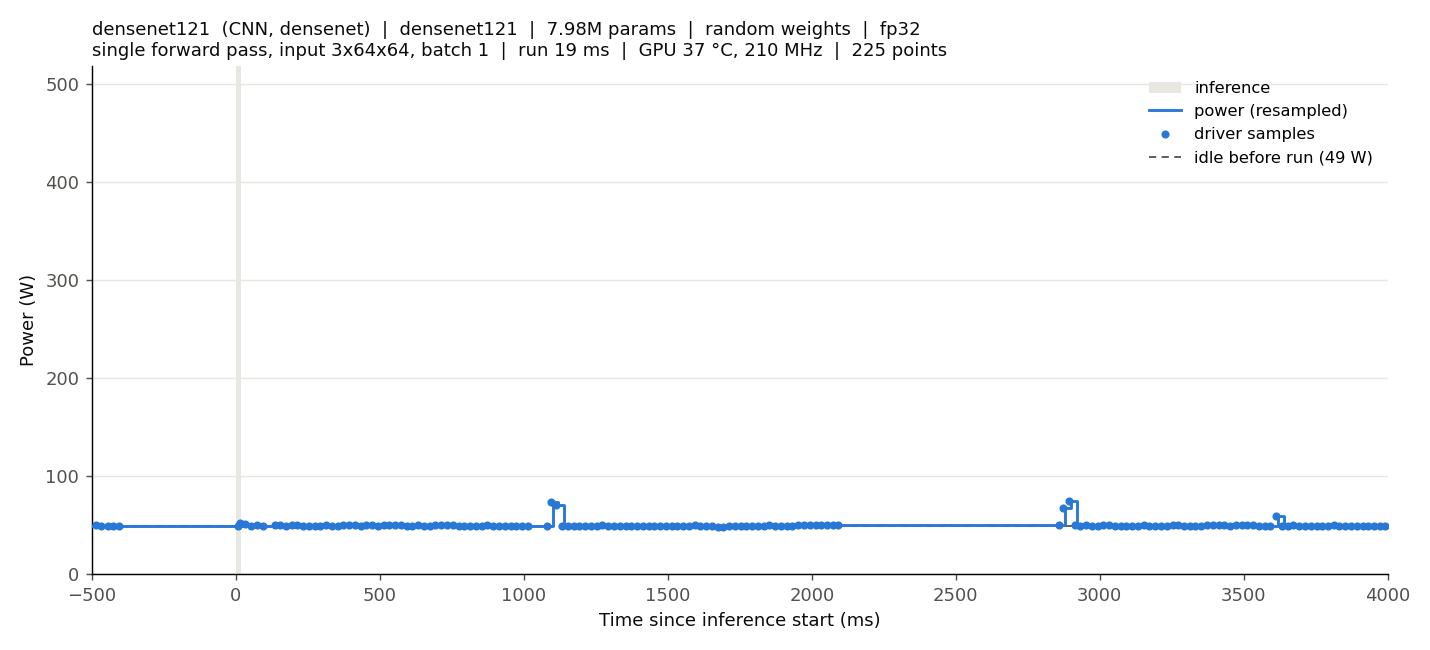 densenet121  (CNN, densenet)  |  densenet121  |  7.98M params  |  random weights  |  fp32
single forward pass, input 3x64x64, batch 1  |  run 19 ms  |  GPU 37 °C, 210 MHz  |  225 points
500
400
300
200
100
0
Power (W)
inference
power (resampled)
driver samples
idle before run (49 W)
−500
0
500
1000
1500
2000
2500
3000
3500
4000
Time since inference start (ms)